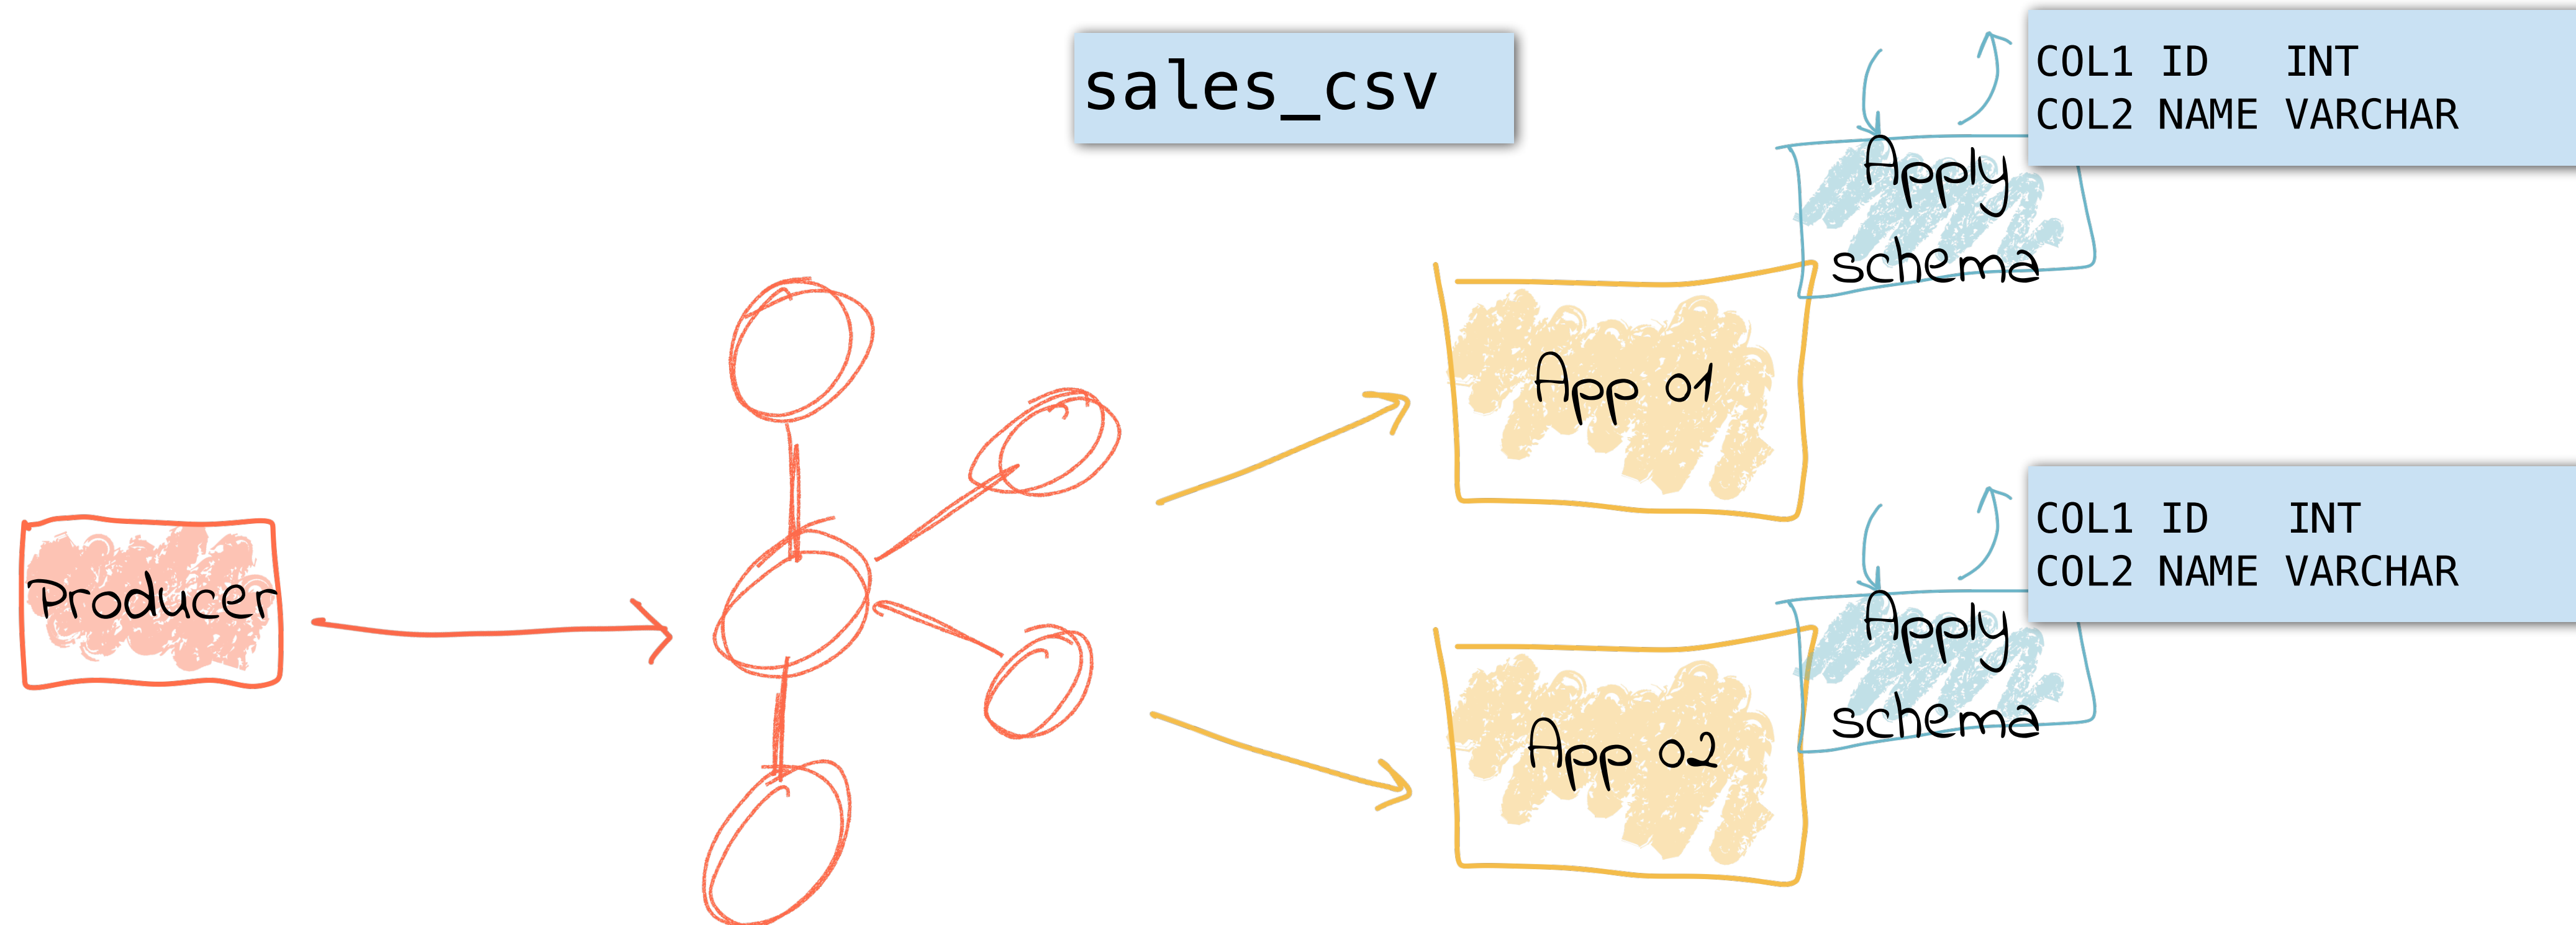 sales_csv
COL1 ID INT
COL2 NAME VARCHAR
Apply
schema
App 01
Producer
COL1 ID INT
COL2 NAME VARCHAR
Apply
schema
App 02